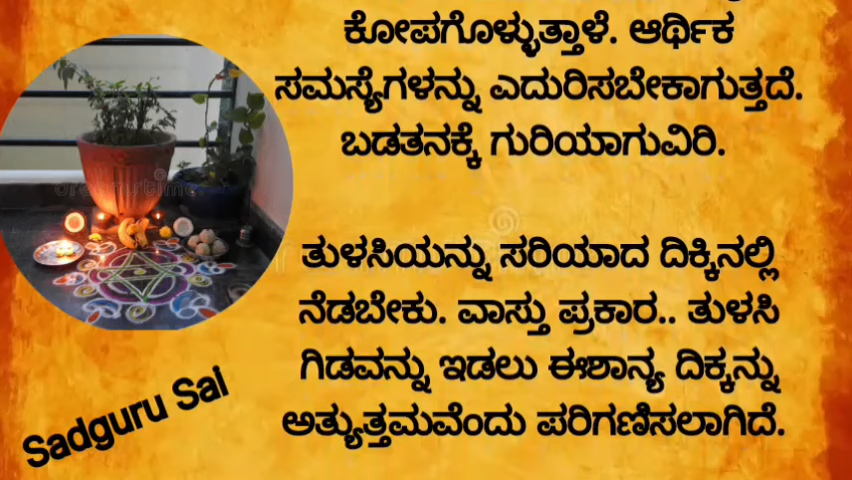 ಕೋಪಗೊಳ್ಳುತ್ತಾಳೆ. ಆರ್ಥಿಕ
ಸಮಸ್ಯೆಗಳನ್ನು ಎದುರಿಸಬೇಕಾಗುತ್ತದೆ.
ಬಡತನಕ್ಕೆ ಗುರಿಯಾಗುವಿರಿ.
ತುಳಸಿಯನ್ನು ಸರಿಯಾದ ದಿಕ್ಕಿನಲ್ಲಿ
ನೆಡಬೇಕು. ವಾಸ್ತು ಪ್ರಕಾರ.. ತುಳಸಿ
ಗಿಡವನ್ನು ಇಡಲು ಈಶಾನ್ಯ ದಿಕ್ಕನ್ನು
ಅತ್ಯುತ್ತಮವೆಂದು ಪರಿಗಣಿಸಲಾಗಿದೆ.
Sadguru Sai